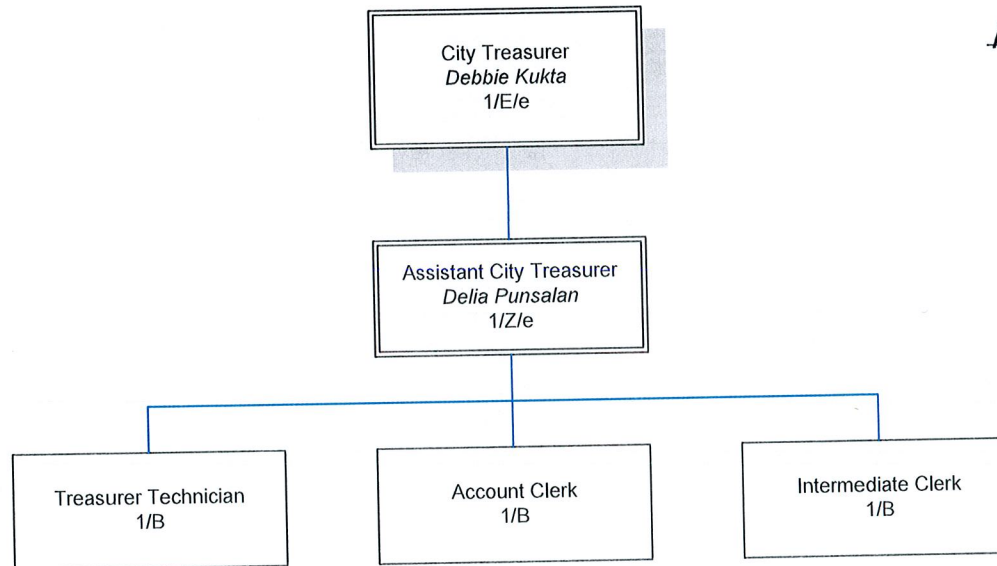 City Treasurer
Debbie Kukta
1/E/e
Assistant City Treasurer
Delia Punsalan
1/Z/e
Treasurer Technician
1/B
Account Clerk
1/B
Intermediate Clerk
1/B